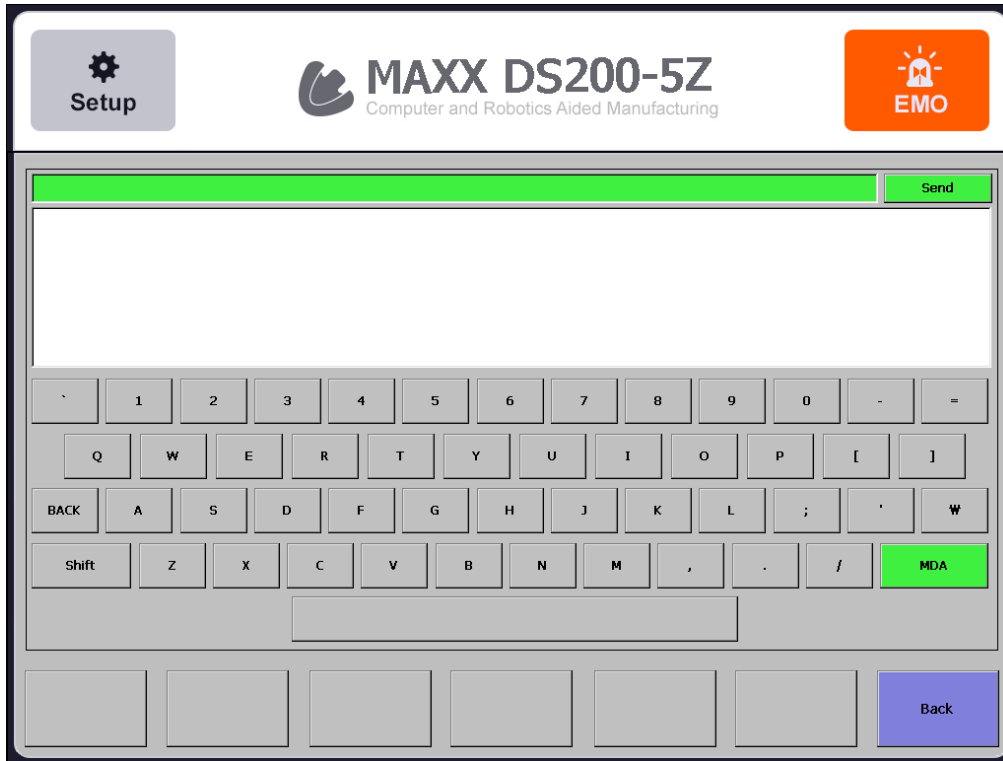 Setup
MAXX DS200-5Z
Computer and Robotics Aided Manufacturing
EMO
Send
` 1 2 3 4 5 6 7 8 9 0 - =
Q W E R T Y U I O P [ ]
BACK A S D F G H J K L ; ' ₩
Shift Z X C V B N M , . / MDA
Back